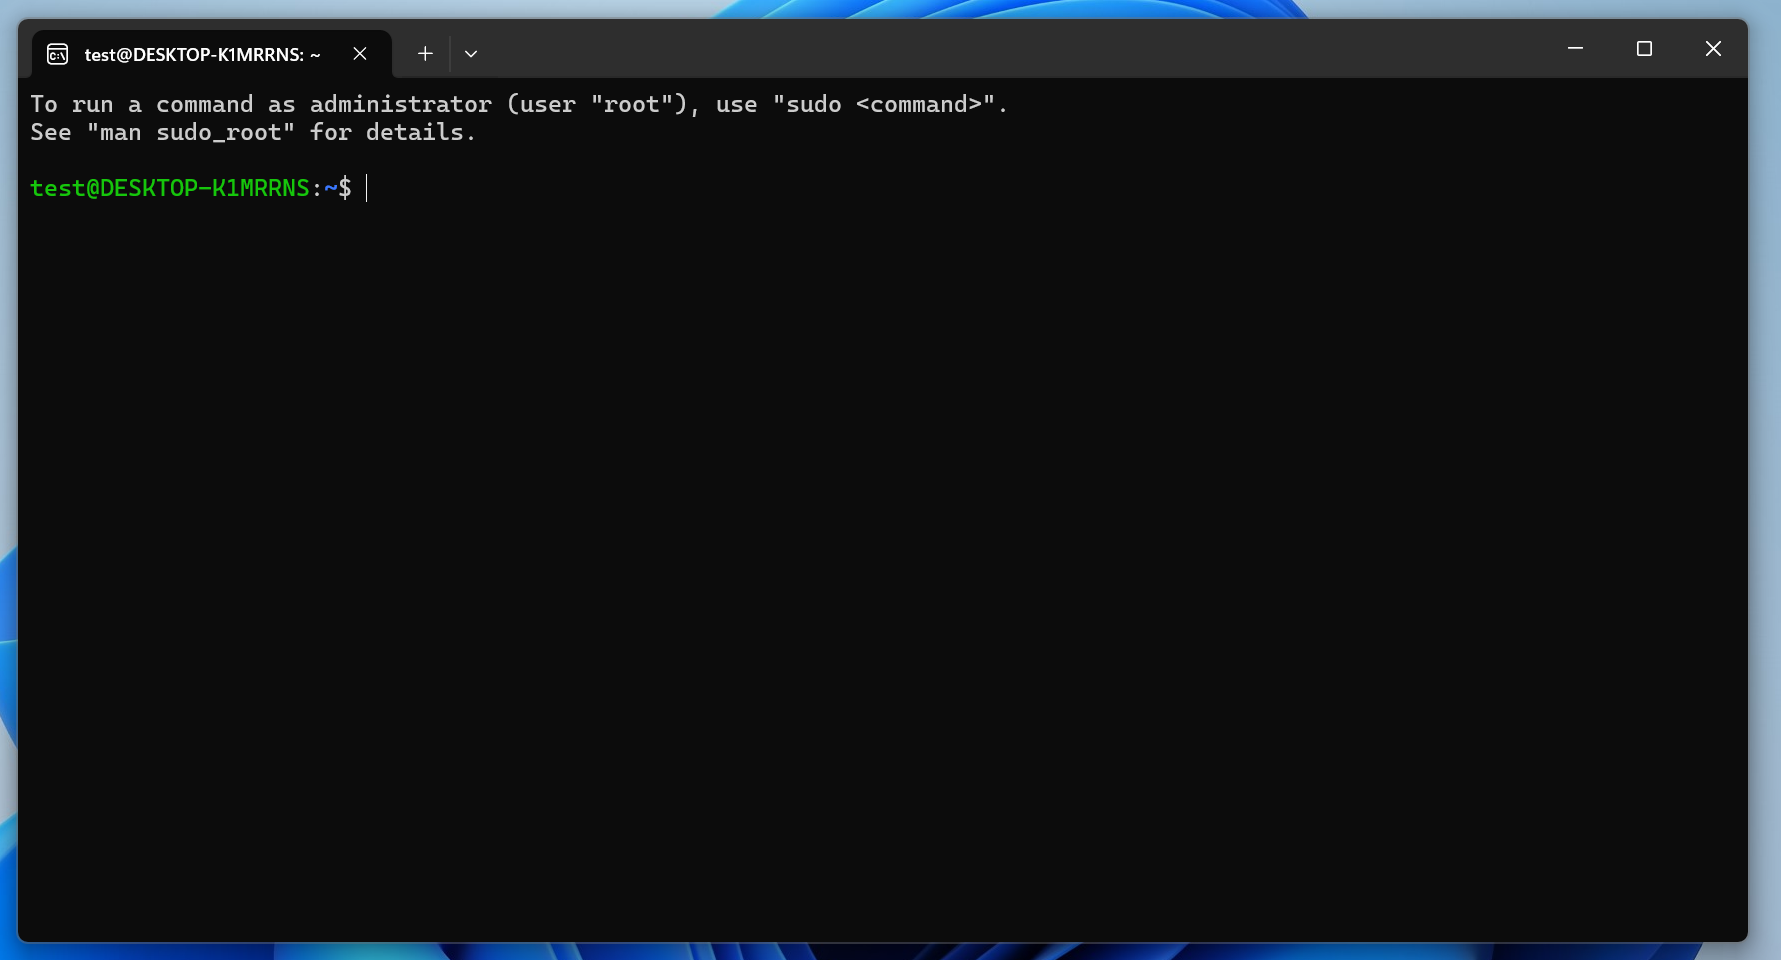 test@DESKTOP-K1MRRNS: ~
To run a command as administrator (user "root"), use "sudo <command>".
See "man sudo_root" for details.
test@DESKTOP-K1MRRNS:~$